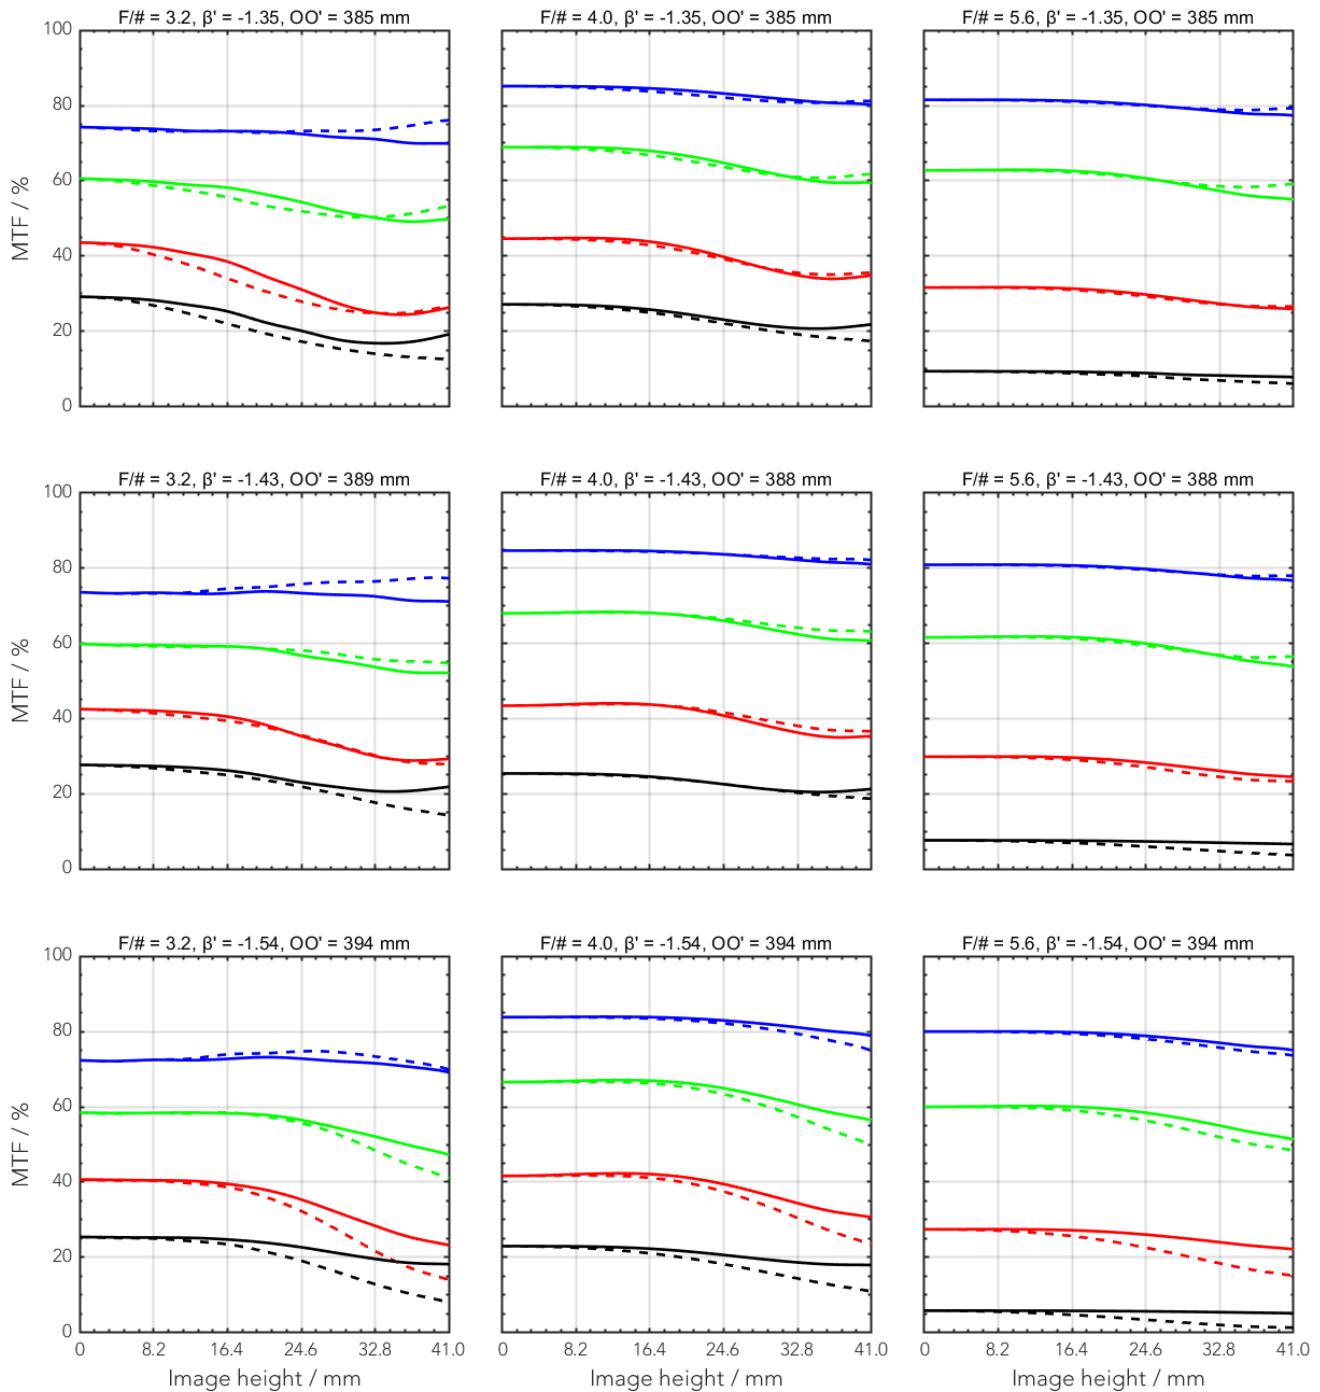 F/# = 3.2, β' = -1.35, OO' = 385 mm
F/# = 4.0, β' = -1.35, OO' = 385 mm
F/# = 5.6, β' = -1.35, OO' = 385 mm
100
80
60
40
20
0
MTF / %
F/# = 3.2, β' = -1.43, OO' = 389 mm
F/# = 4.0, β' = -1.43, OO' = 388 mm
F/# = 5.6, β' = -1.43, OO' = 388 mm
100
80
60
40
20
0
MTF / %
F/# = 3.2, β' = -1.54, OO' = 394 mm
F/# = 4.0, β' = -1.54, OO' = 394 mm
F/# = 5.6, β' = -1.54, OO' = 394 mm
100
80
60
40
20
0
MTF / %
0 8.2 16.4 24.6 32.8 41.0
0 8.2 16.4 24.6 32.8 41.0
0 8.2 16.4 24.6 32.8 41.0
Image height / mm
Image height / mm
Image height / mm